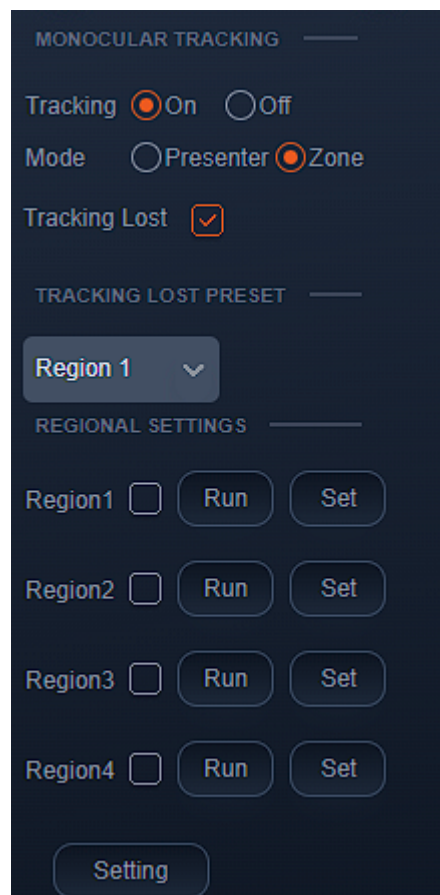 MONOCULAR TRACKING
Tracking On Off
Mode Presenter Zone
Tracking Lost
TRACKING LOST PRESET
Region 1
REGIONAL SETTINGS
Region1 Run Set
Region2 Run Set
Region3 Run Set
Region4 Run Set
Setting